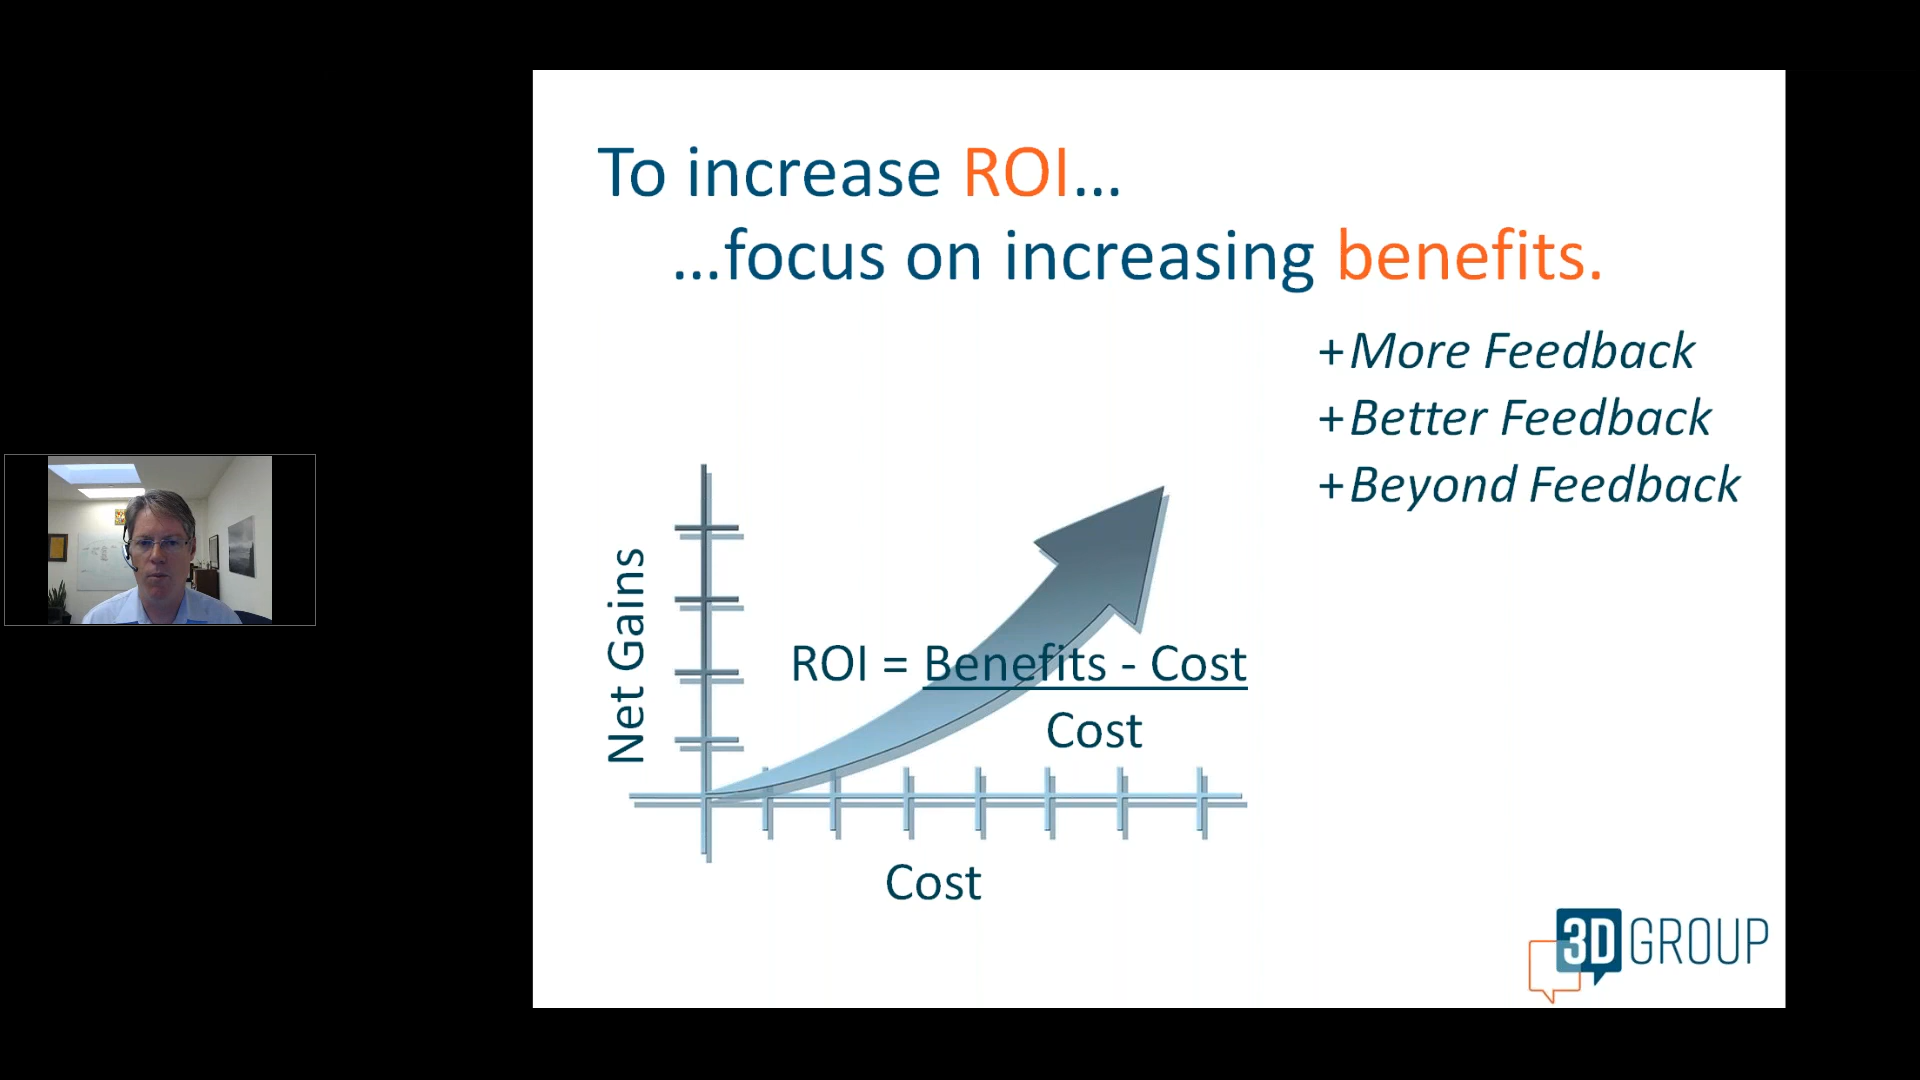 To increase ROI...
...focus on increasing benefits.
+More Feedback
+Better Feedback
+Beyond Feedback
Net Gains
ROI = Benefits - Cost
Cost
Cost
3D GROUP